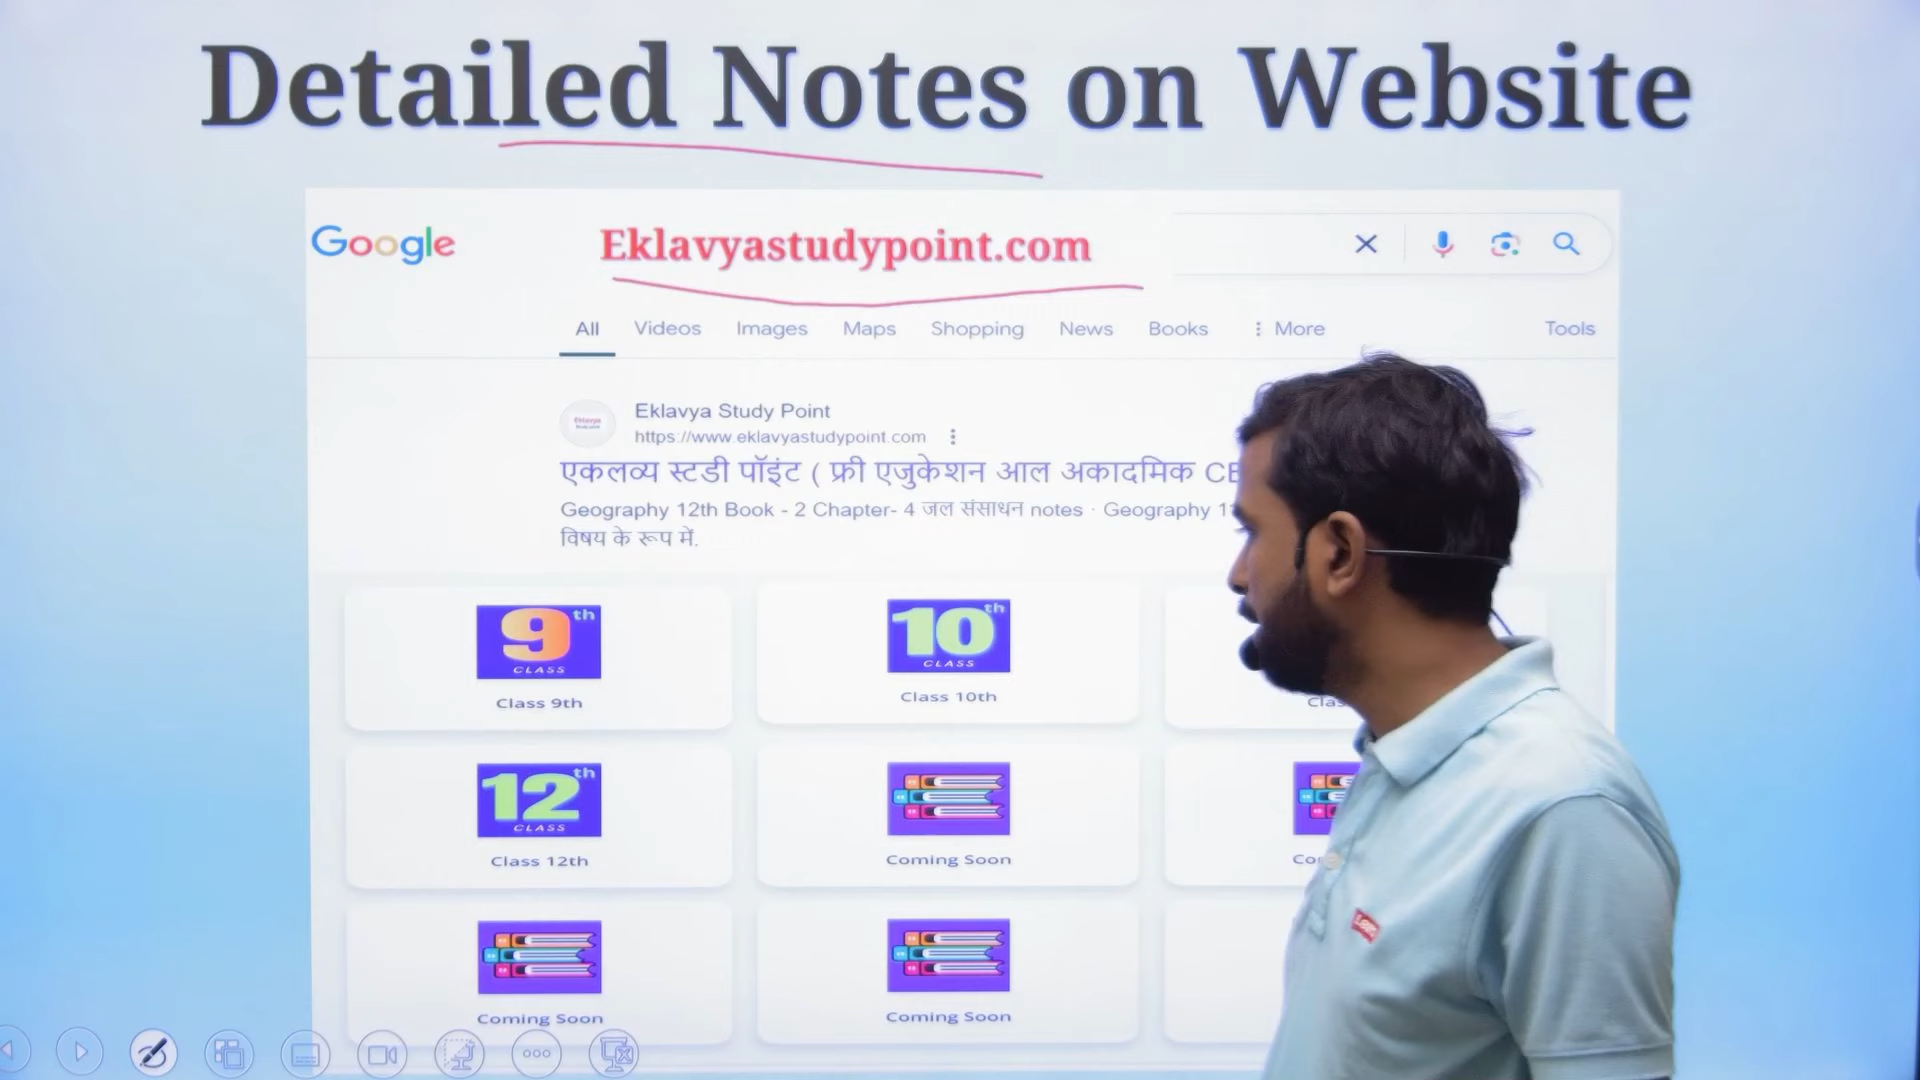 Detailed Notes on Website
Google
Eklavyastudypoint.com
All Videos Images Maps Shopping News Books More Tools
Eklavya Study Point
https://www.eklavyastudypoint.com
एकलव्य स्टडी पॉइंट ( फ्री एजुकेशन आल अकादमिक
Geography 12th Book - 2 Chapter- 4 जल संसाधन notes · Geography
विषय के रूप में.
9th CLASS
Class 9th
10th CLASS
Class 10th
12th CLASS
Class 12th
Coming Soon
Coming Soon
Coming Soon